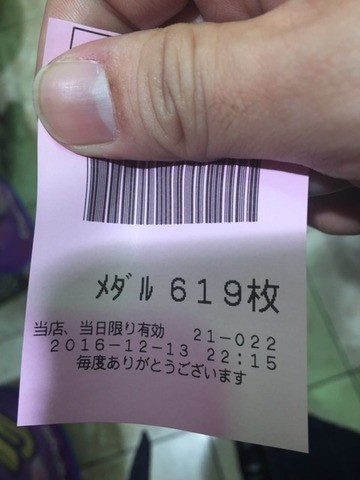 ﾒﾀﾞﾙ 619枚
当店、当日限り有効 21-022
2016-12-13 22:15
毎度ありがとうございます